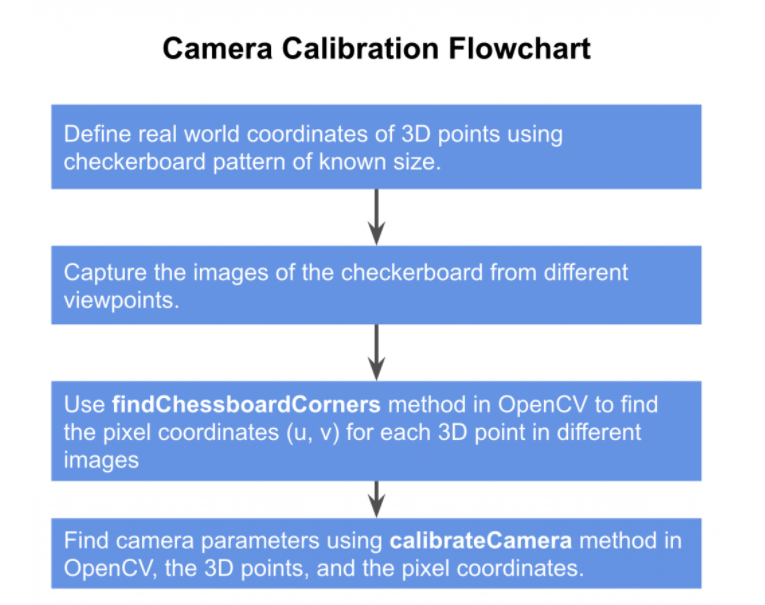 Camera Calibration Flowchart
Define real world coordinates of 3D points using
checkerboard pattern of known size.
Capture the images of the checkerboard from different
viewpoints.
Use findChessboardCorners method in OpenCV to find
the pixel coordinates (u, v) for each 3D point in different
images
Find camera parameters using calibrateCamera method in
OpenCV, the 3D points, and the pixel coordinates.